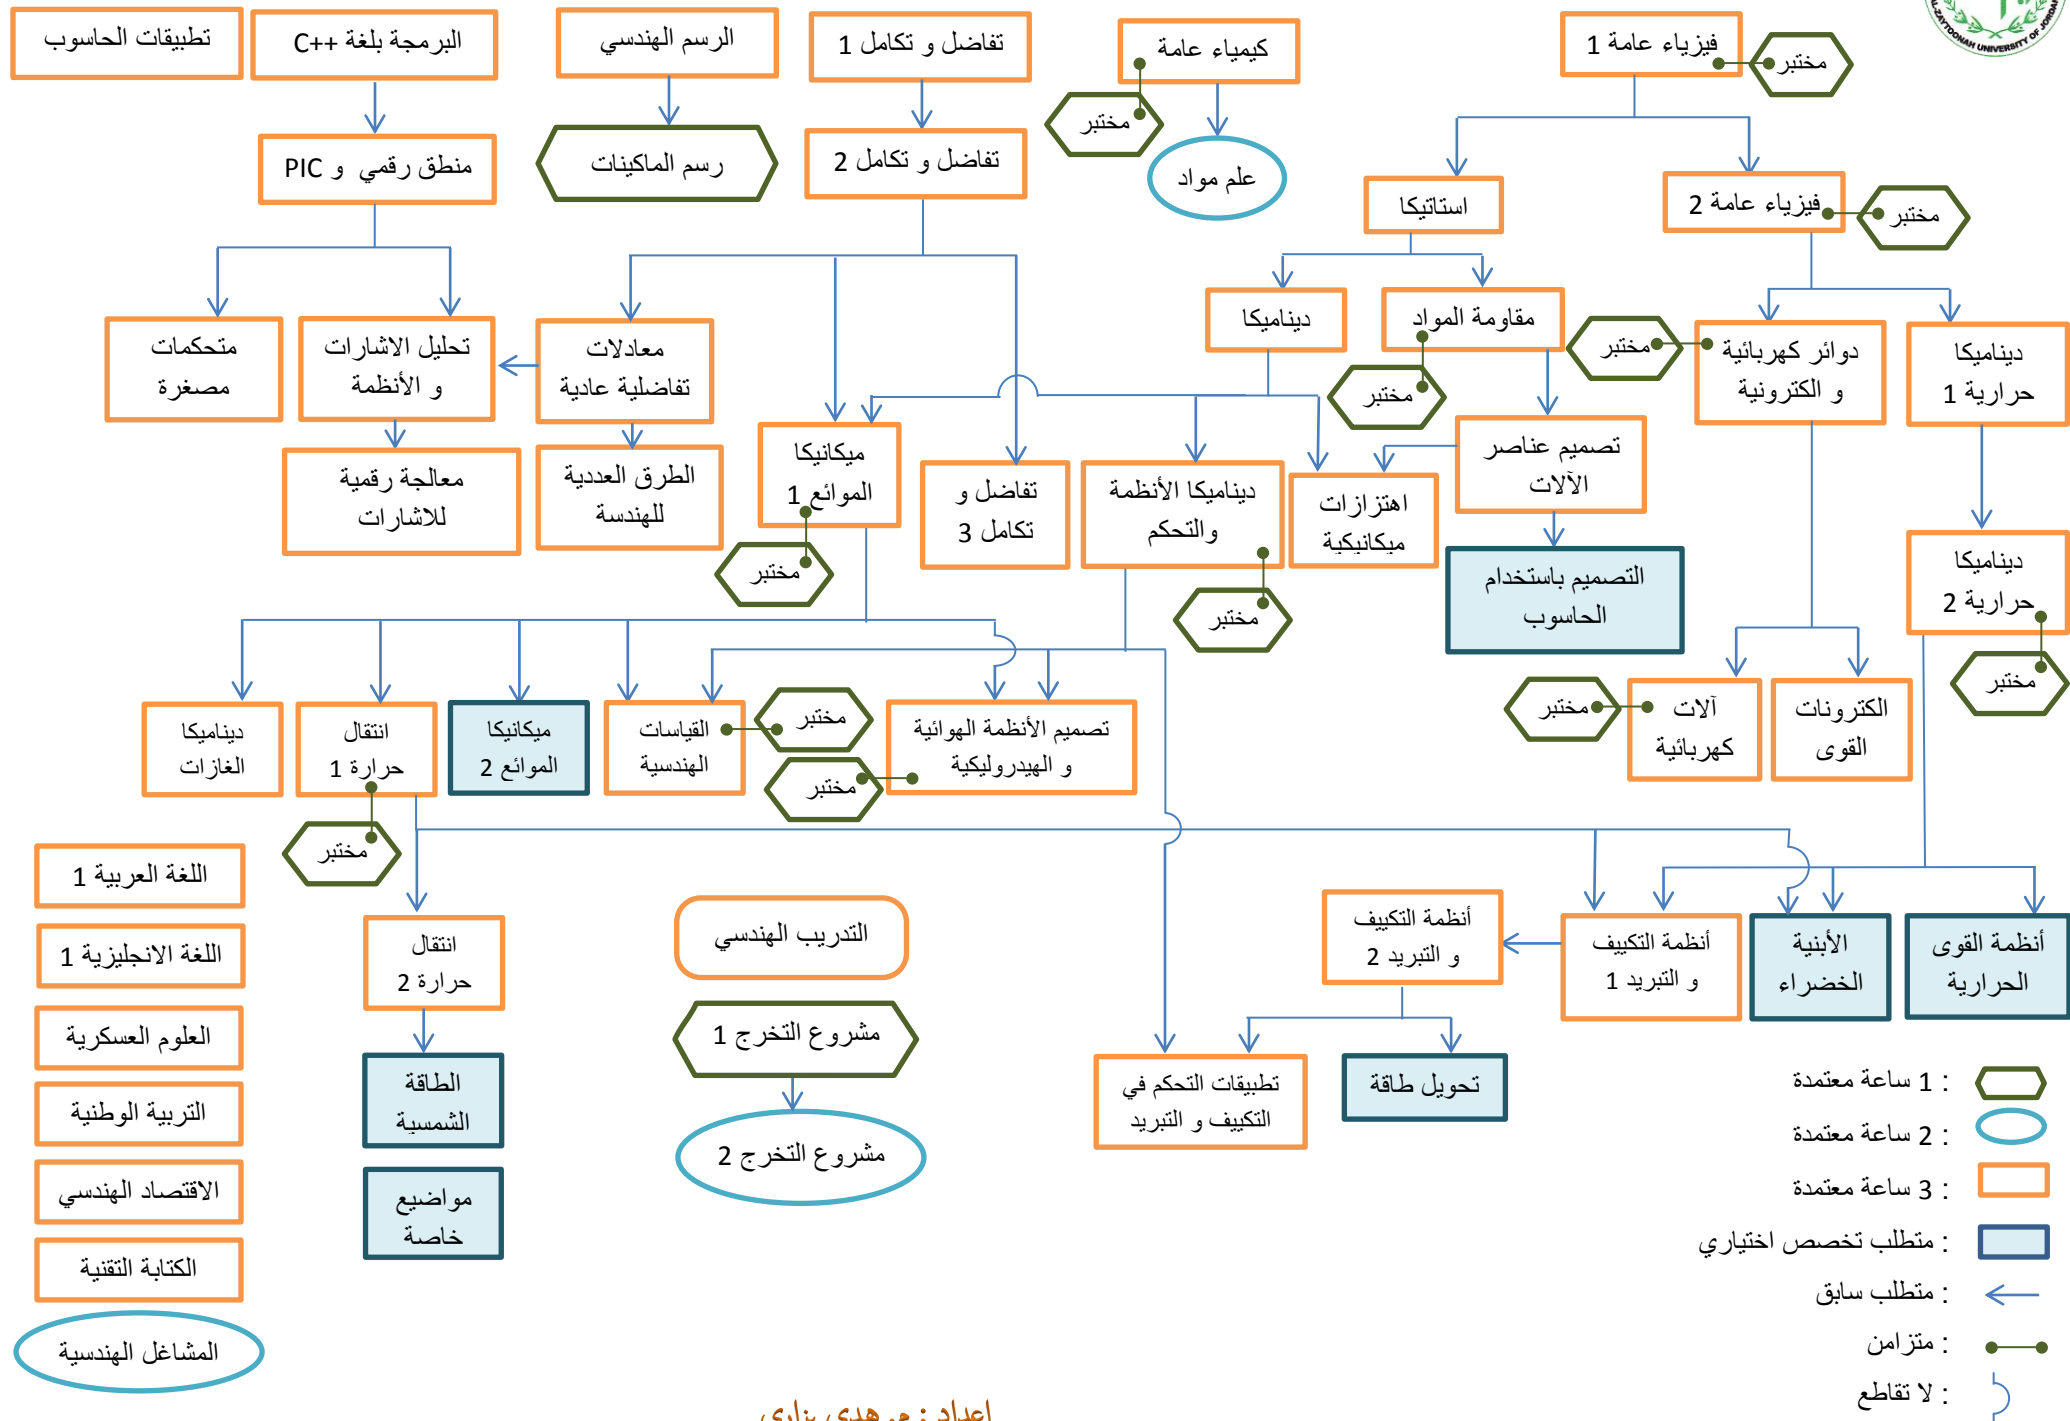 AL-ZAYTOONAH UNIVERSITY OF JORDAN
تطبيقات الحاسوب
البرمجة بلغة C++
الرسم الهندسي
تفاضل و تكامل 1
كيمياء عامة
مختبر
فيزياء عامة 1
مختبر
منطق رقمي و PIC
رسم الماكينات
تفاضل و تكامل 2
علم مواد
استاتيكا
فيزياء عامة 2
مختبر
متحكمات
مصغرة
تحليل الاشارات
و الأنظمة
معادلات
تفاضلية عادية
ديناميكا
مقاومة المواد
مختبر
مختبر
دوائر كهربائية
و الكترونية
ديناميكا
حرارية 1
معالجة رقمية
للاشارات
الطرق العددية
للهندسة
ميكانيكا
الموائع 1
مختبر
تفاضل و
تكامل 3
ديناميكا الأنظمة
والتحكم
مختبر
اهتزازات
ميكانيكية
تصميم عناصر
الآلات
التصميم باستخدام
الحاسوب
ديناميكا
حرارية 2
مختبر
ديناميكا
الغازات
انتقال
حرارة 1
مختبر
ميكانيكا
الموائع 2
القياسات
الهندسية
مختبر
مختبر
تصميم الأنظمة الهوائية
و الهيدروليكية
مختبر
آلات
كهربائية
الكترونات
القوى
اللغة العربية 1
اللغة الانجليزية 1
العلوم العسكرية
التربية الوطنية
الاقتصاد الهندسي
الكتابة التقنية
المشاغل الهندسية
انتقال
حرارة 2
الطاقة
الشمسية
مواضيع
خاصة
التدريب الهندسي
مشروع التخرج 1
مشروع التخرج 2
أنظمة التكييف
و التبريد 2
أنظمة التكييف
و التبريد 1
الأبنية
الخضراء
أنظمة القوى
الحرارية
تطبيقات التحكم في
التكييف و التبريد
تحويل طاقة
: 1 ساعة معتمدة
: 2 ساعة معتمدة
: 3 ساعة معتمدة
: متطلب تخصص اختياري
: متطلب سابق
: متزامن
: لا تقاطع
اعداد : م. هدى بزاري